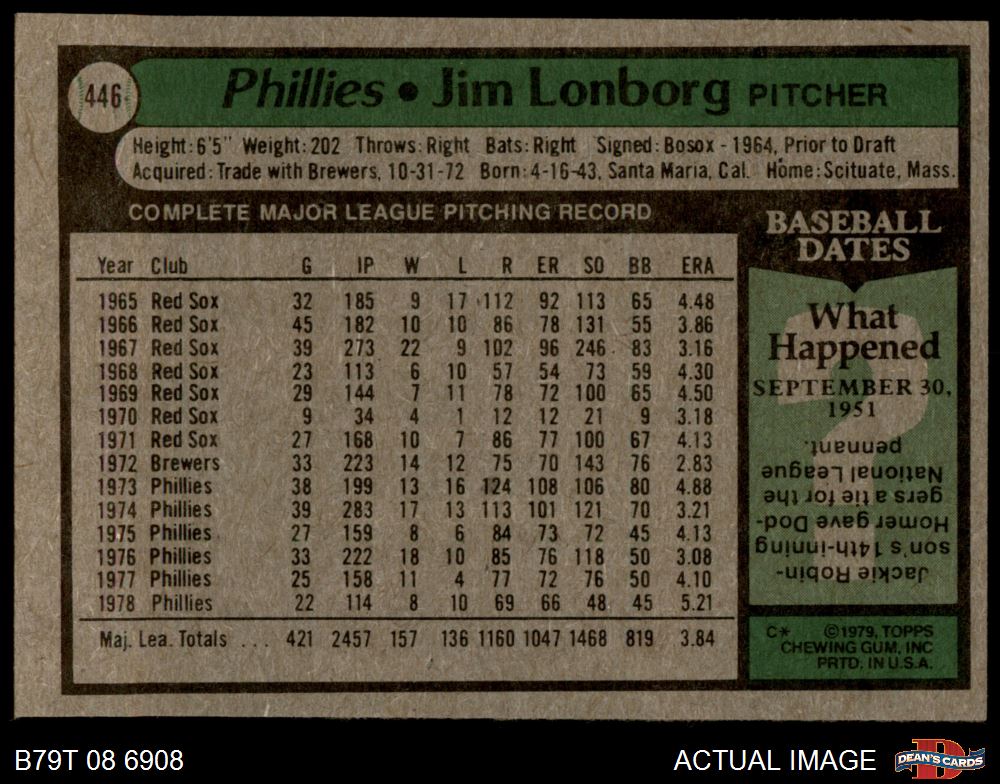 446
Phillies • Jim Lonborg PITCHER
Height: 6'5" Weight: 202 Throws: Right Bats: Right Signed: Bosox - 1964, Prior to Draft
Acquired: Trade with Brewers, 10-31-72 Born: 4-16-43, Santa Maria, Cal. Home: Scituate, Mass.
COMPLETE MAJOR LEAGUE PITCHING RECORD
Year Club G IP W L R ER SO BB ERA
1965 Red Sox 32 185 9 17 112 92 113 65 4.48
1966 Red Sox 45 182 10 10 86 78 131 55 3.86
1967 Red Sox 39 273 22 9 102 96 246 83 3.16
1968 Red Sox 23 113 6 10 57 54 73 59 4.30
1969 Red Sox 29 144 7 11 78 72 100 65 4.50
1970 Red Sox 9 34 4 1 12 12 21 9 3.18
1971 Red Sox 27 168 10 7 86 77 100 67 4.13
1972 Brewers 33 223 14 12 75 70 143 76 2.83
1973 Phillies 38 199 13 16 124 108 106 80 4.88
1974 Phillies 39 283 17 13 113 101 121 70 3.21
1975 Phillies 27 159 8 6 84 73 72 45 4.13
1976 Phillies 33 222 18 10 85 76 118 50 3.08
1977 Phillies 25 158 11 4 77 72 76 50 4.10
1978 Phillies 22 114 8 10 69 66 48 45 5.21
Maj. Lea. Totals ... 421 2457 157 136 1160 1047 1468 819 3.84
BASEBALL
DATES
What
Happened
SEPTEMBER 30,
1951
Jackie Robin-
son's 14th-inning
Homer gave Dod-
gers a tie for the
National League
pennant.
C* ©1979, TOPPS
CHEWING GUM, INC
PRTD. IN U.S.A.
B79T 08 6908
ACTUAL IMAGE
D
DEAN'S CARDS